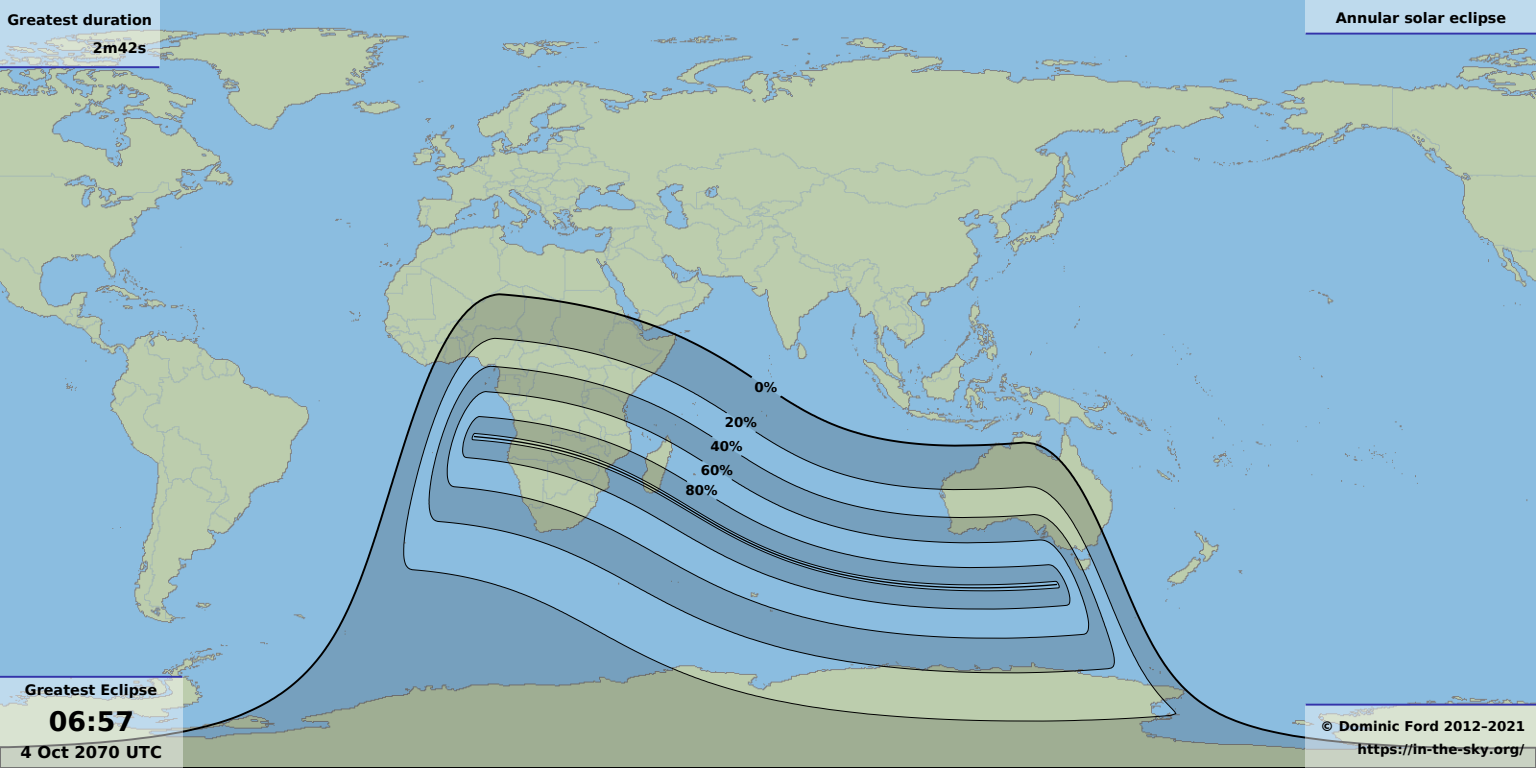 Greatest duration
2m42s
Annular solar eclipse
0%
20%
40%
60%
80%
Greatest Eclipse
06:57
4 Oct 2070 UTC
© Dominic Ford 2012–2021
https://in-the-sky.org/